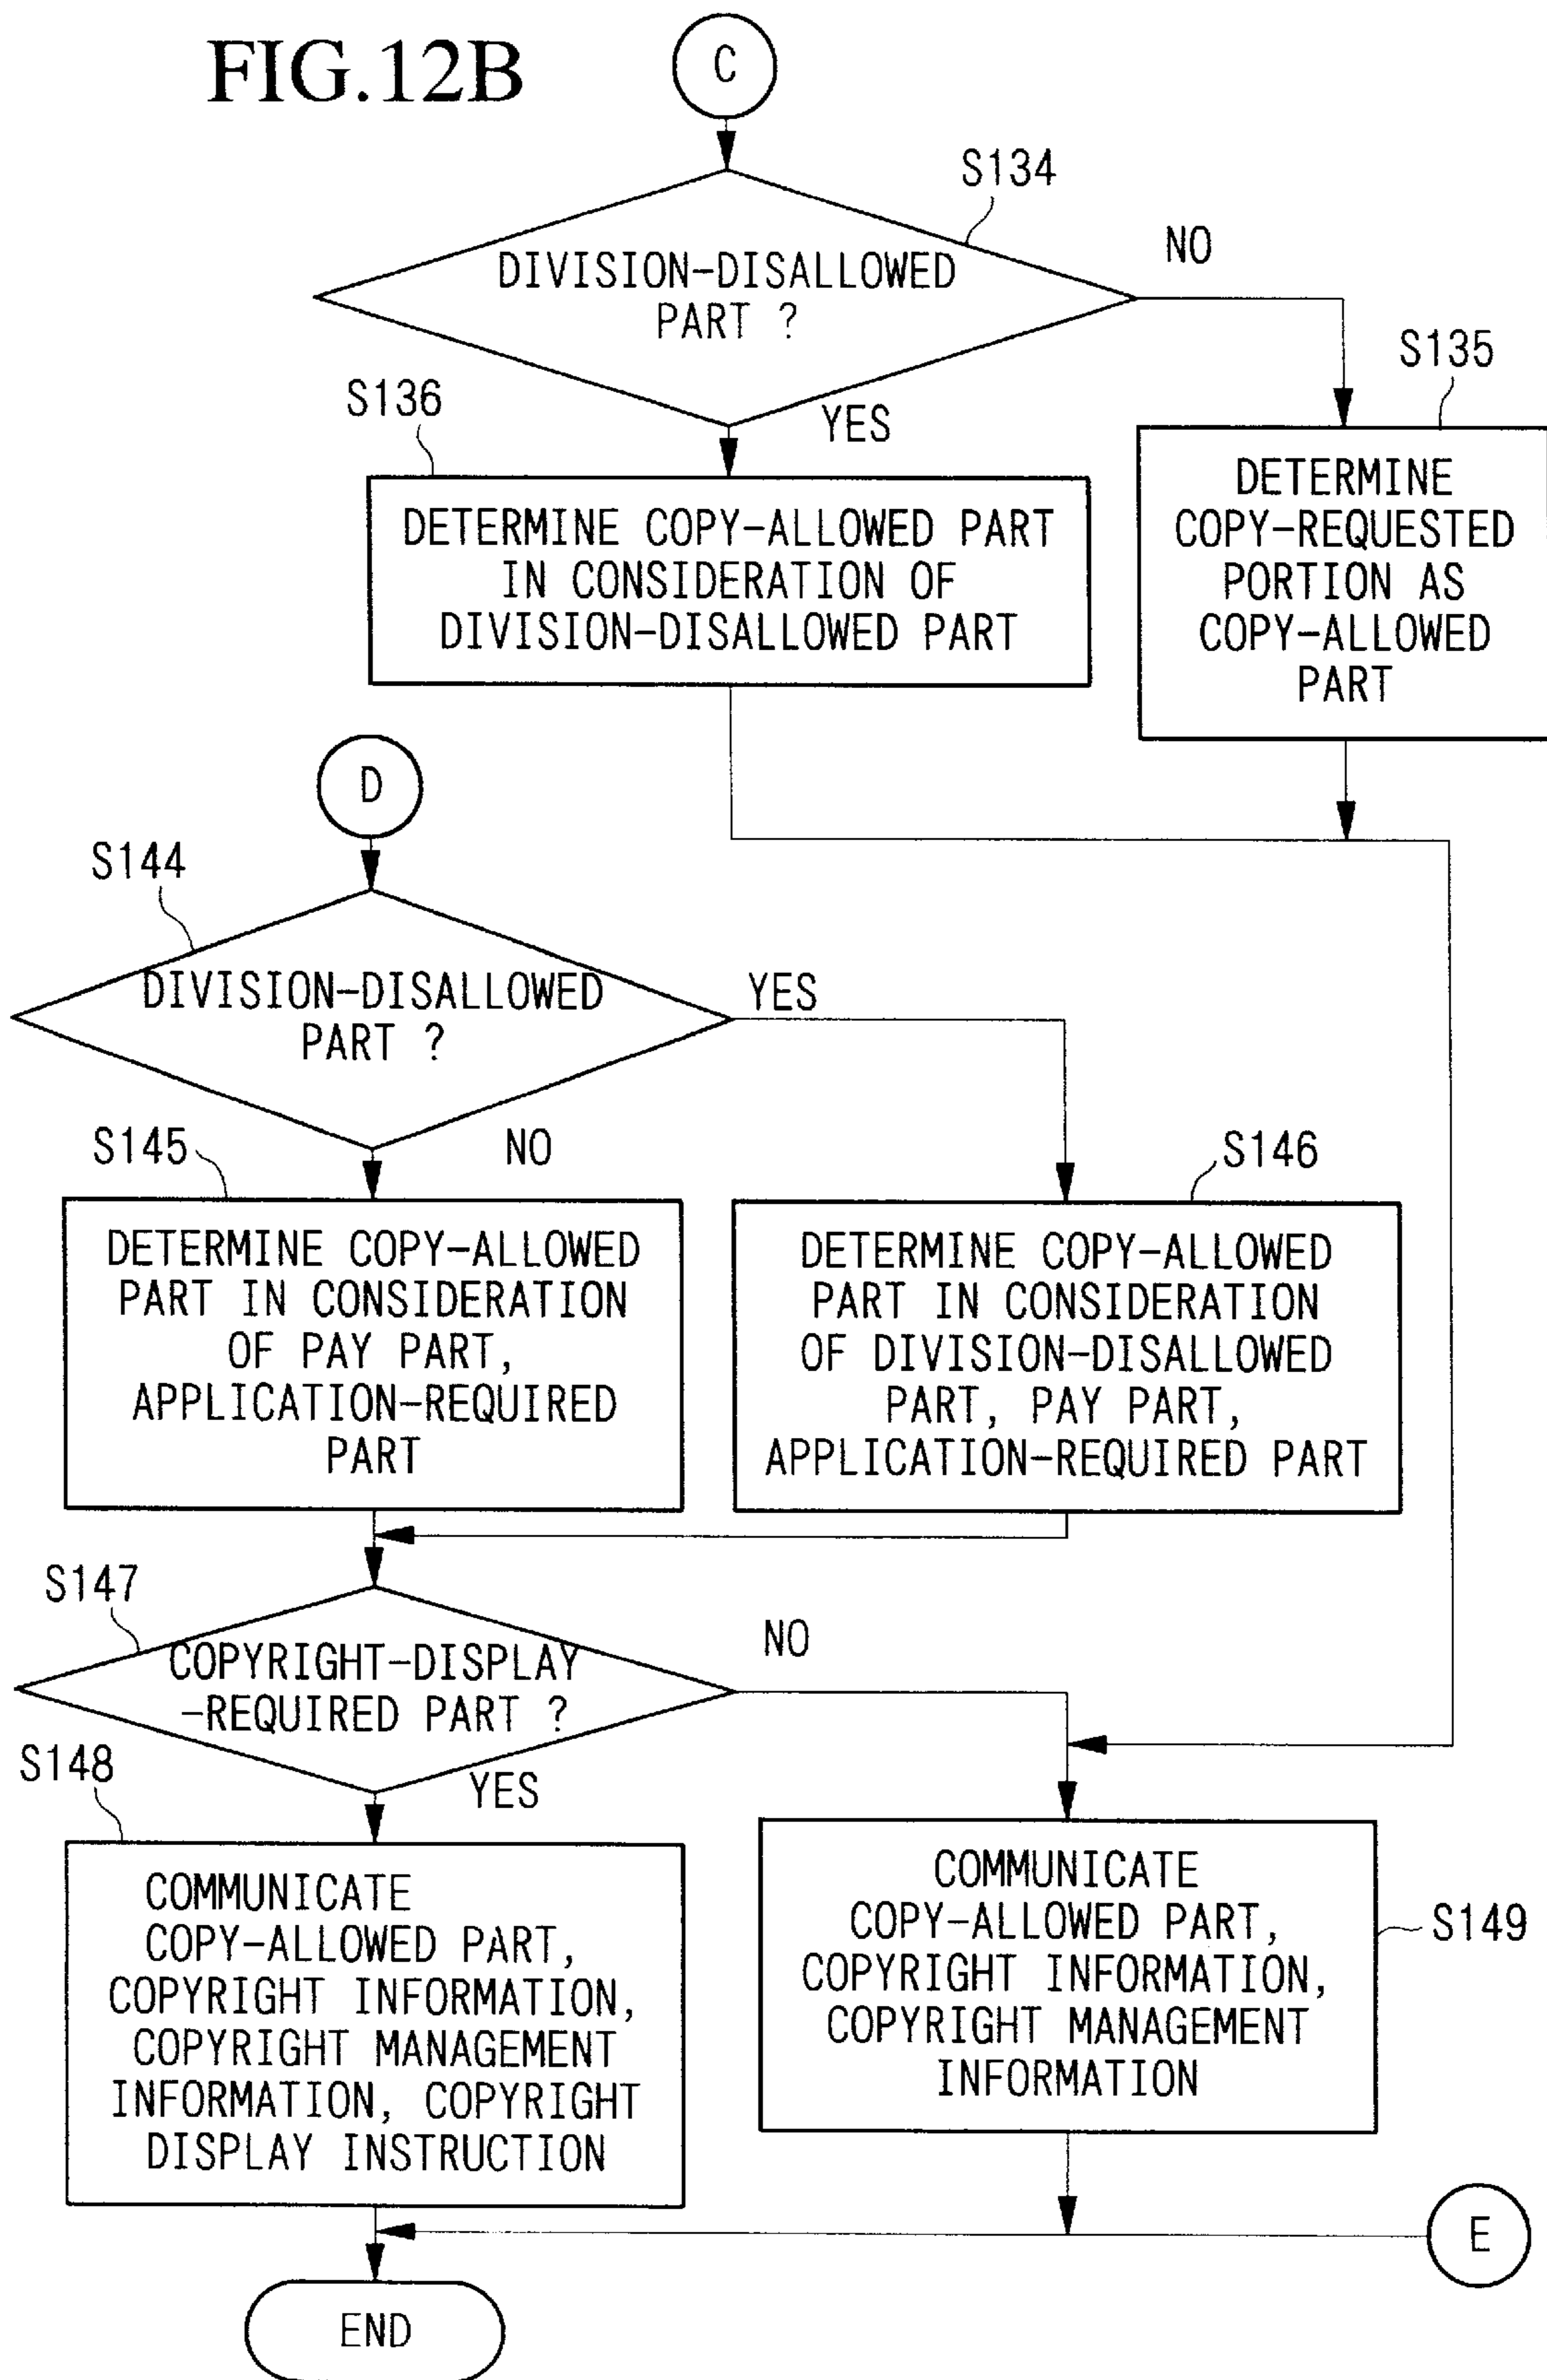 FIG.12B
C
S134
DIVISION-DISALLOWED
PART ?
NO
YES
S135
DETERMINE
COPY-REQUESTED
PORTION AS
COPY-ALLOWED
PART
S136
DETERMINE COPY-ALLOWED PART
IN CONSIDERATION OF
DIVISION-DISALLOWED PART
D
S144
DIVISION-DISALLOWED
PART ?
YES
NO
S145
DETERMINE COPY-ALLOWED
PART IN CONSIDERATION
OF PAY PART,
APPLICATION-REQUIRED
PART
S146
DETERMINE COPY-ALLOWED
PART IN CONSIDERATION
OF DIVISION-DISALLOWED
PART, PAY PART,
APPLICATION-REQUIRED PART
S147
COPYRIGHT-DISPLAY
-REQUIRED PART ?
NO
YES
S148
COMMUNICATE
COPY-ALLOWED PART,
COPYRIGHT INFORMATION,
COPYRIGHT MANAGEMENT
INFORMATION, COPYRIGHT
DISPLAY INSTRUCTION
COMMUNICATE
COPY-ALLOWED PART,
COPYRIGHT INFORMATION,
COPYRIGHT MANAGEMENT
INFORMATION
S149
E
END